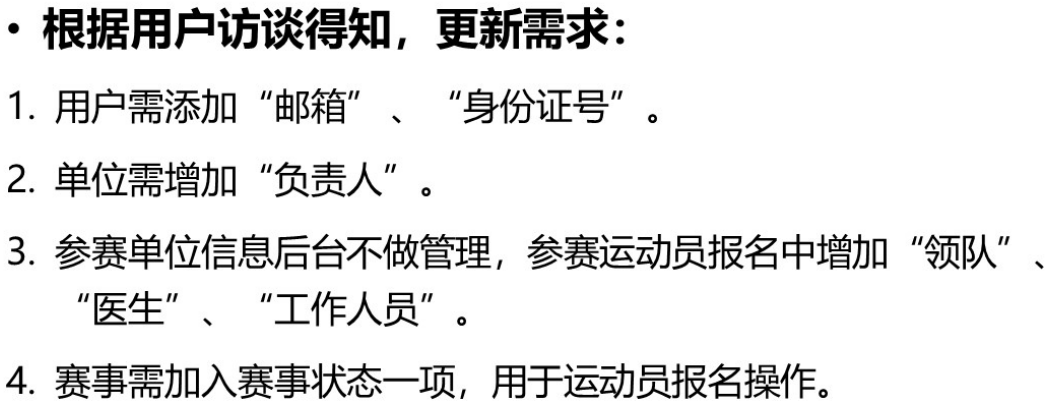 • 根据用户访谈得知，更新需求：
1. 用户需添加“邮箱”、“身份证号”。
2. 单位需增加“负责人”。
3. 参赛单位信息后台不做管理，参赛运动员报名中增加“领队”、
“医生”、“工作人员”。
4. 赛事需加入赛事状态一项，用于运动员报名操作。